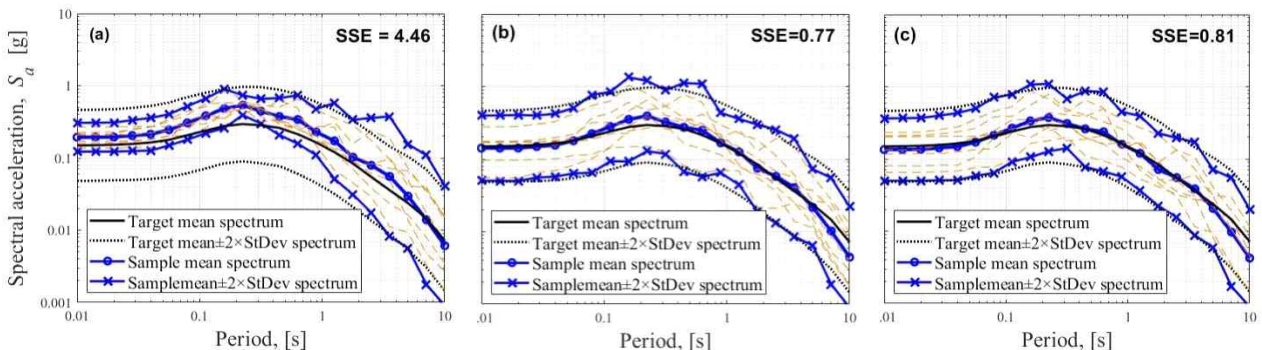 Spectral acceleration, Sₐ [g]
10
1
0.1
0.01
0.001
(a)
SSE = 4.46
Target mean spectrum
Target mean±2×StDev spectrum
Sample mean spectrum
Samplemean±2×StDev spectrum
0.01 0.1 1 10
Period, [s]
(b)
SSE=0.77
Target mean spectrum
Target mean±2×StDev spectrum
Sample mean spectrum
Samplemean±2×StDev spectrum
.01 0.1 1 10
Period, [s]
(c)
SSE=0.81
Target mean spectrum
Target mean±2×StDev spectrum
Sample mean spectrum
Samplemean±2×StDev spectrum
.01 0.1 1 10
Period, [s]